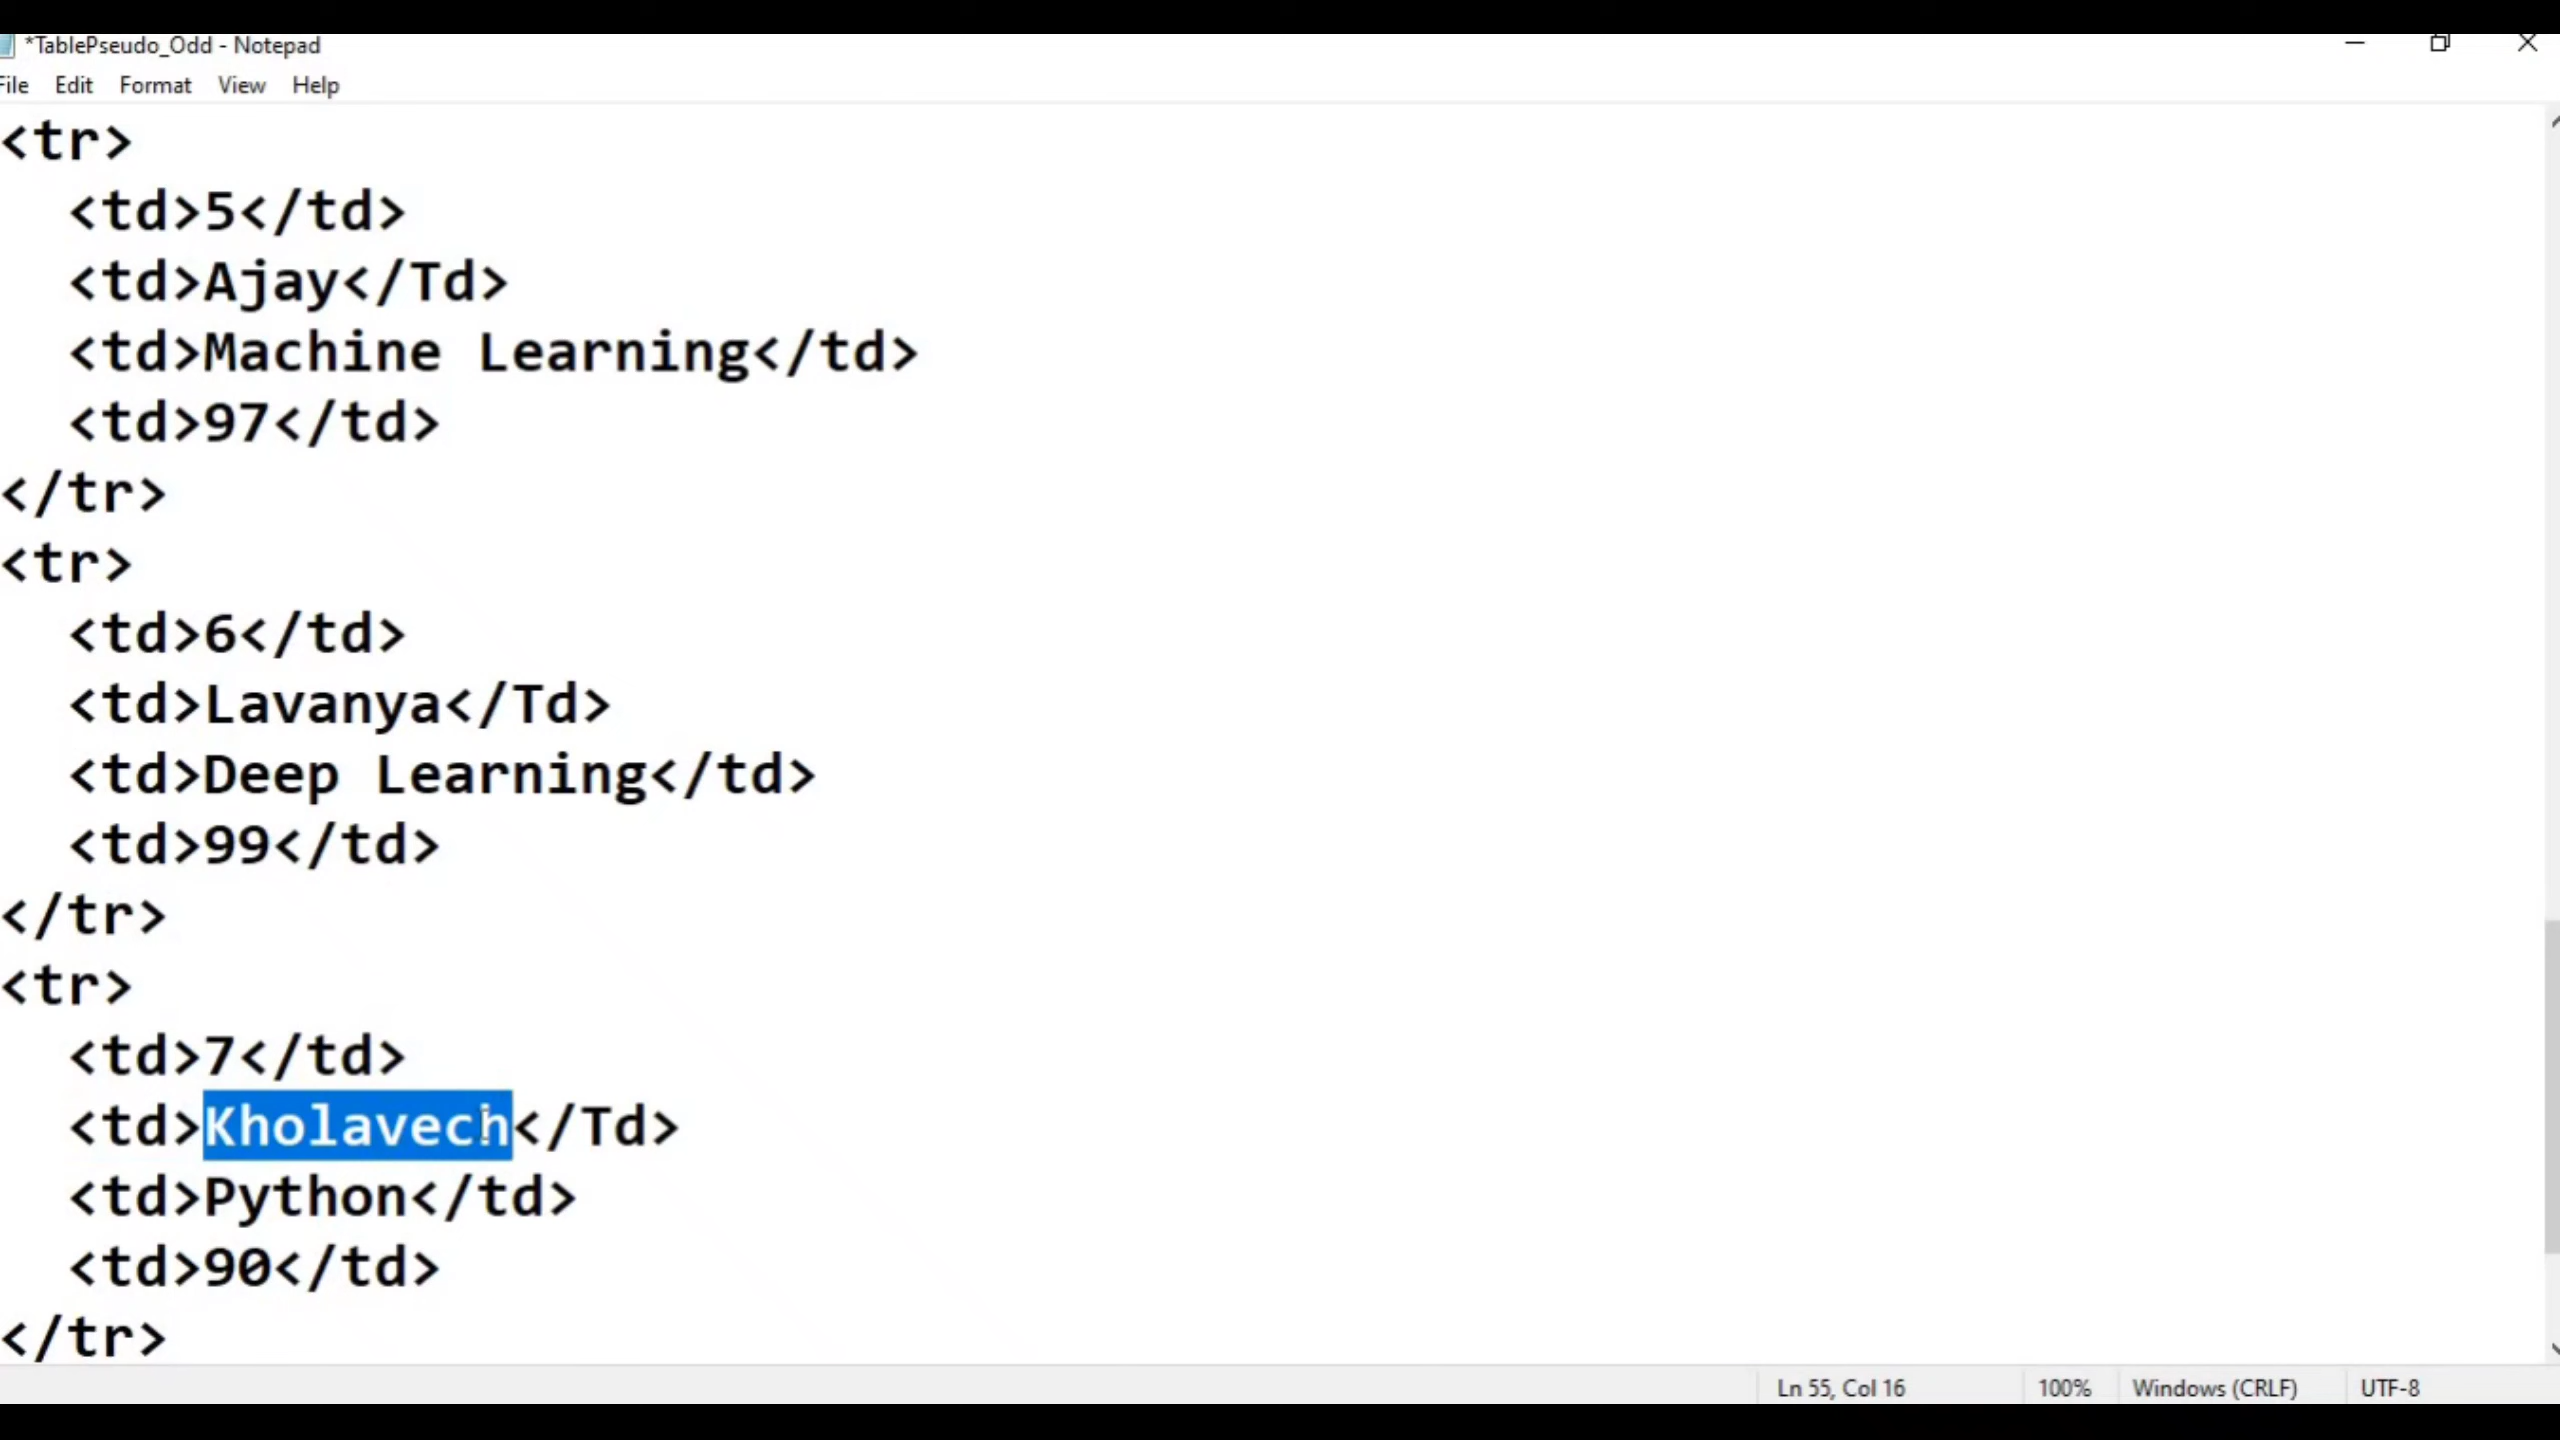 *TablePseudo_Odd - Notepad
File Edit Format View Help
<tr>
<td>5</td>
<td>Ajay</Td>
<td>Machine Learning</td>
<td>97</td>
</tr>
<tr>
<td>6</td>
<td>Lavanya</Td>
<td>Deep Learning</td>
<td>99</td>
</tr>
<tr>
<td>7</td>
<td>Kholavech</Td>
<td>Python</td>
<td>90</td>
</tr>
Ln 55, Col 16 100% Windows (CRLF) UTF-8